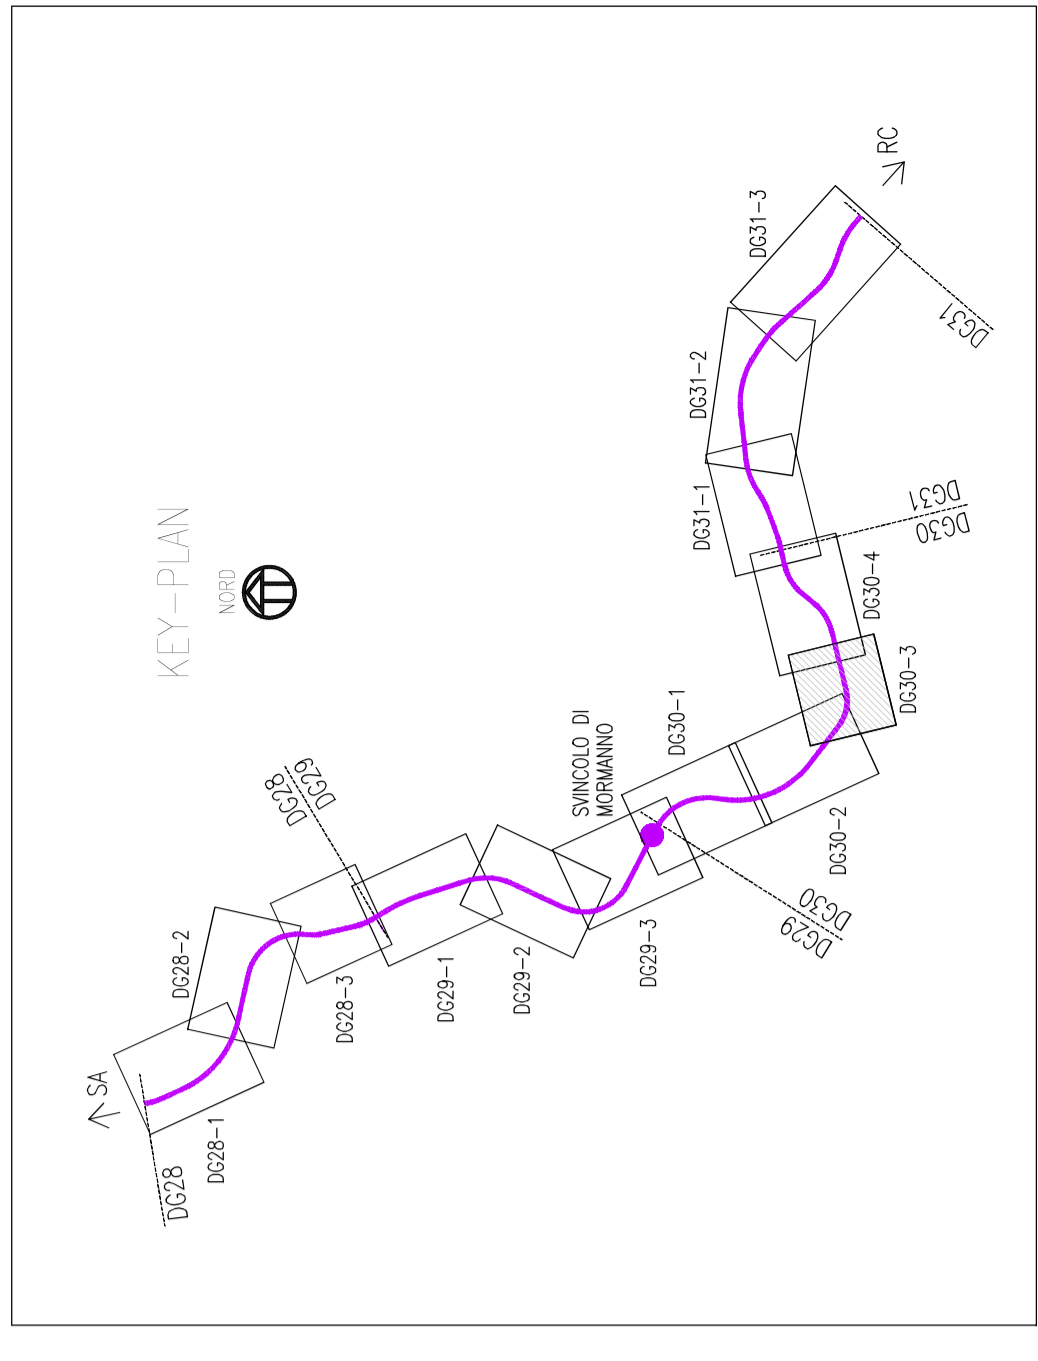 KEY-PLAN
NORD
SA
DG28
DG28-1
DG28-2
DG28-3
DG28
DG29
DG29-1
DG29-2
DG29-3
SVINCOLO DI
MORMANNO
DG29
DG30
DG30-1
DG30-2
DG30-3
DG30-4
DG31
DG30
DG31-1
DG31-2
DG31-3
DG31
RC